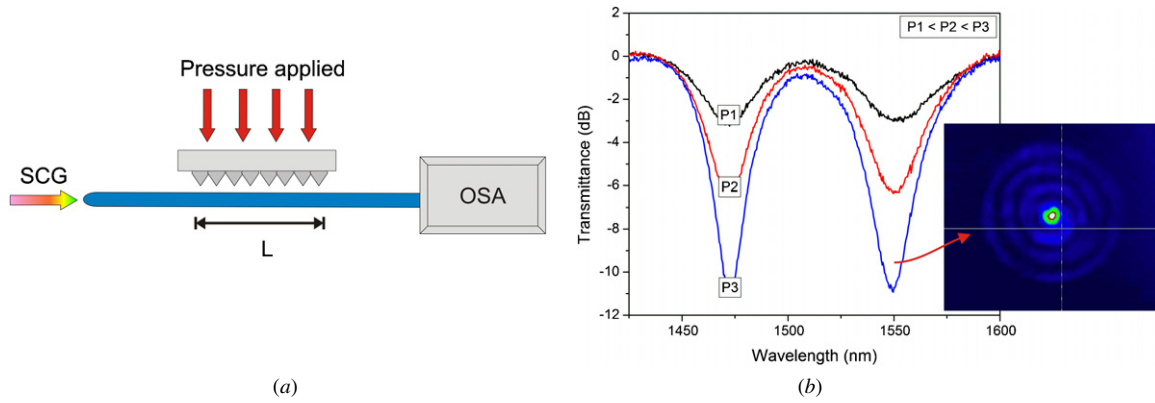 Pressure applied
SCG
OSA
L
(a)
P1 < P2 < P3
2
0
-2
-4
-6
-8
-10
-12
Transmittance (dB)
P1
P2
P3
1450
1500
1550
1600
Wavelength (nm)
(b)